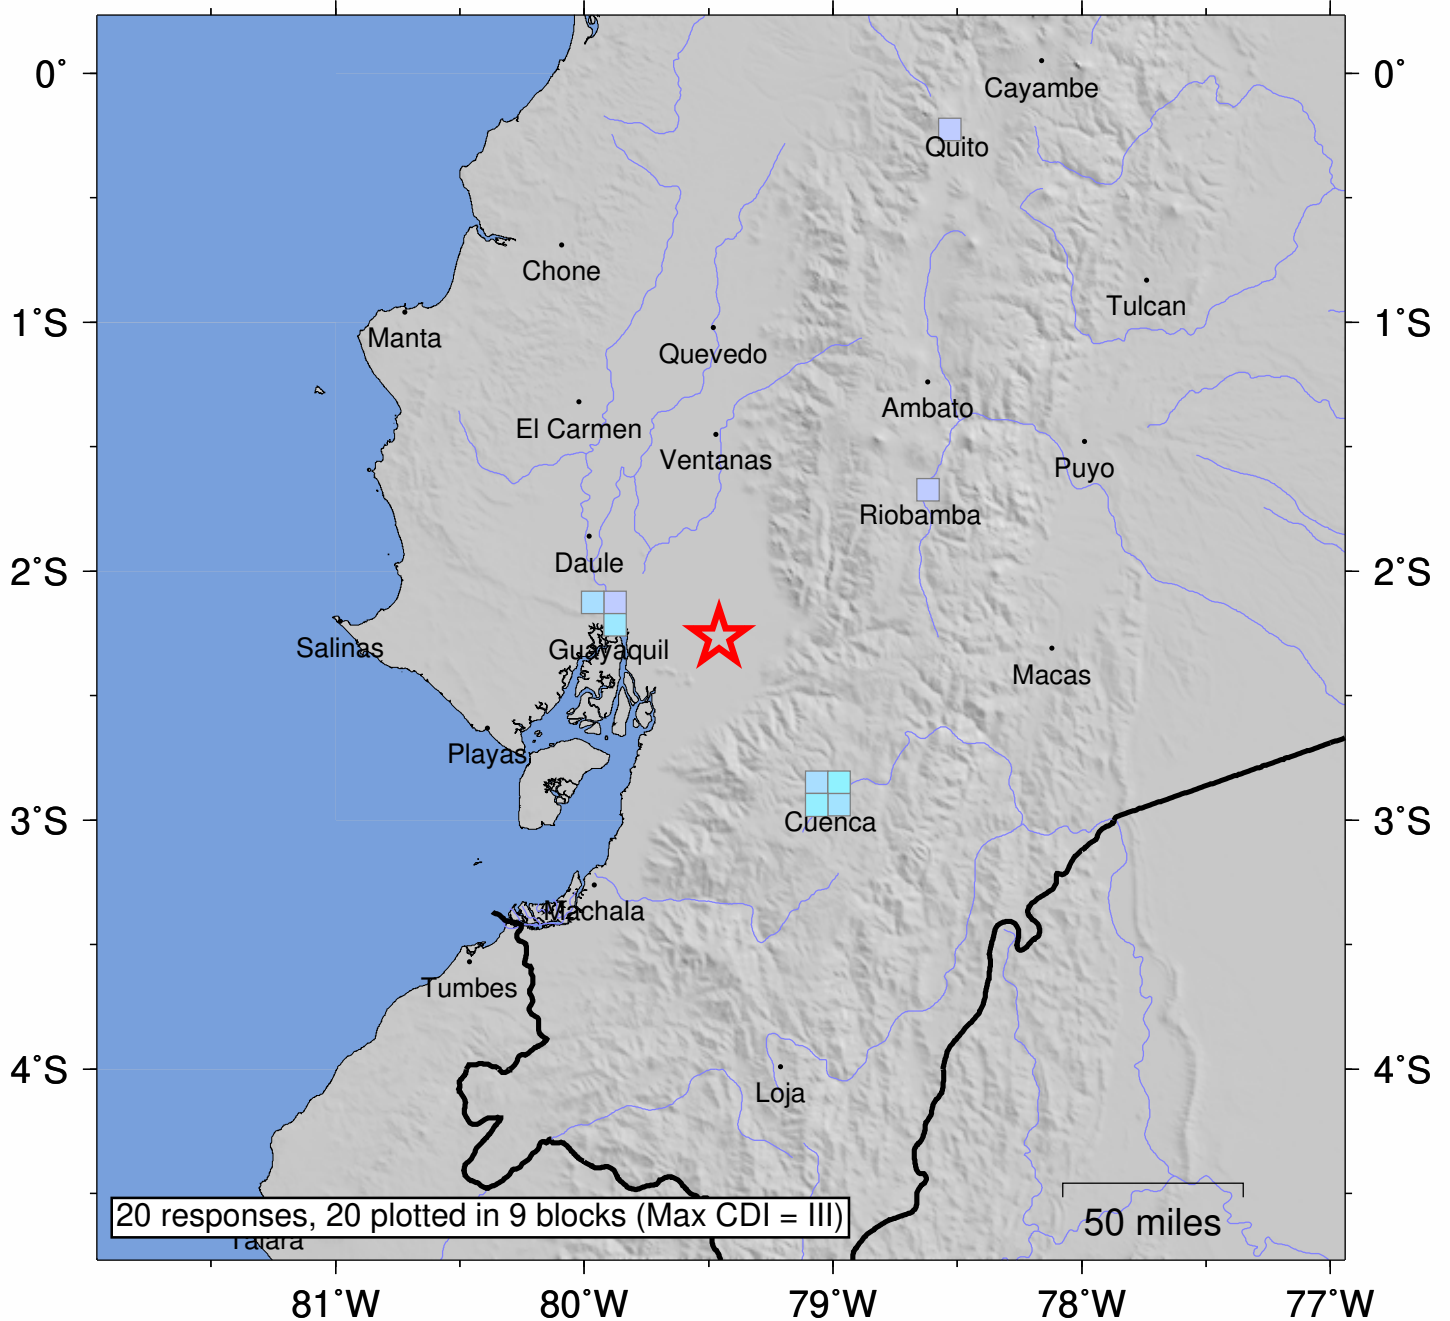 0° 0°
Cayambe
Quito
Chone
Tulcan
1°S 1°S
Manta
Quevedo
Ambato
El Carmen
Ventanas
Puyo
Riobamba
Daule
2°S 2°S
Salinas
Guayaquil
Macas
Playas
3°S 3°S
Cuenca
Machala
Tumbes
4°S 4°S
Loja
20 responses, 20 plotted in 9 blocks (Max CDI = III)
50 miles
Talara
81°W 80°W 79°W 78°W 77°W